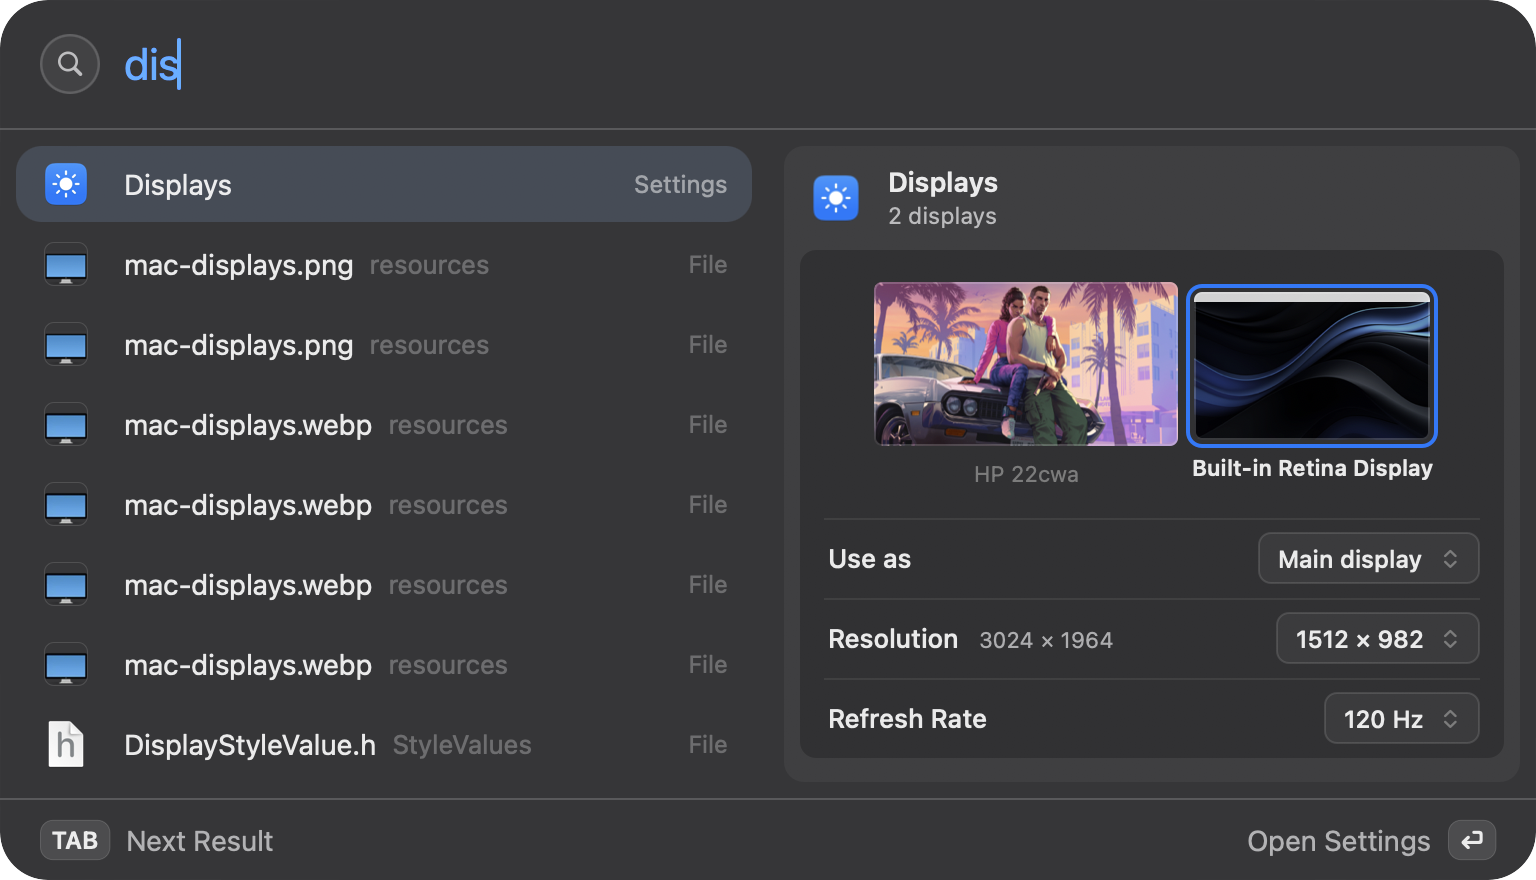 dis
Displays Settings
mac-displays.png resources File
mac-displays.png resources File
mac-displays.webp resources File
mac-displays.webp resources File
mac-displays.webp resources File
mac-displays.webp resources File
h DisplayStyleValue.h StyleValues File
Displays
2 displays
HP 22cwa
Built-in Retina Display
Use as Main display
Resolution 3024 × 1964 1512 × 982
Refresh Rate 120 Hz
TAB Next Result
Open Settings